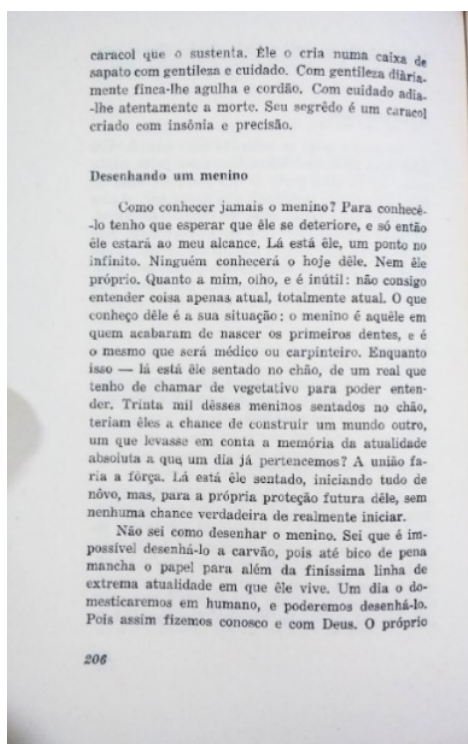 caracol que o sustenta. Êle o cria numa caixa de
sapato com gentileza e cuidado. Com gentileza diària-
mente finca-lhe agulha e cordão. Com cuidado adia-
-lhe atentamente a morte. Seu segrêdo é um caracol
criado com insônia e precisão.
Desenhando um menino
Como conhecer jamais o menino? Para conhecê-
-lo tenho que esperar que êle se deteriore, e só então
êle estará ao meu alcance. Lá está êle, um ponto no
infinito. Ninguém conhecerá o hoje dêle. Nem êle
próprio. Quanto a mim, olho, e é inútil: não consigo
entender coisa apenas atual, totalmente atual. O que
conheço dêle é a sua situação: o menino é aquêle em
quem acabaram de nascer os primeiros dentes, e é
o mesmo que será médico ou carpinteiro. Enquanto
isso — lá está êle sentado no chão, de um real que
tenho de chamar de vegetativo para poder enten-
der. Trinta mil dêsses meninos sentados no chão,
teriam êles a chance de construir um mundo outro,
um que levasse em conta a memória da atualidade
absoluta a que um dia já pertencemos? A união fa-
ria a fôrça. Lá está êle sentado, iniciando tudo de
nôvo, mas, para a própria proteção futura dêle, sem
nenhuma chance verdadeira de realmente iniciar.
Não sei como desenhar o menino. Sei que é im-
possível desenhá-lo a carvão, pois até bico de pena
mancha o papel para além da finíssima linha de
extrema atualidade em que êle vive. Um dia o do-
mesticaremos em humano, e poderemos desenhá-lo.
Pois assim fizemos conosco e com Deus. O próprio
206